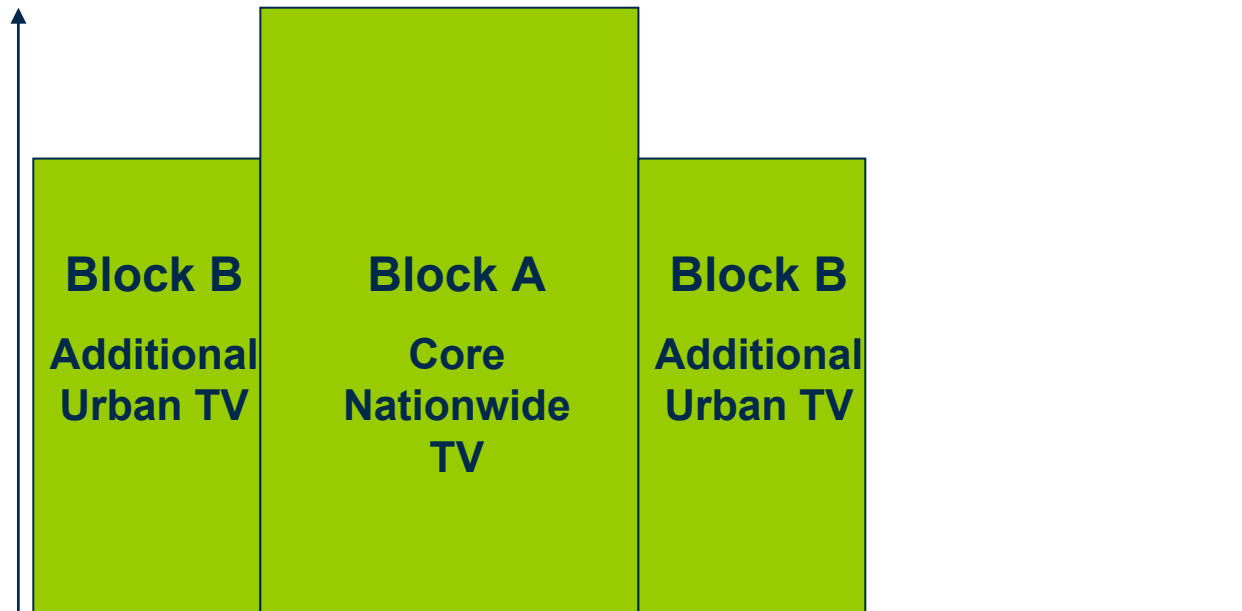 Block B
Additional
Urban TV
Block A
Core
Nationwide
TV
Block B
Additional
Urban TV